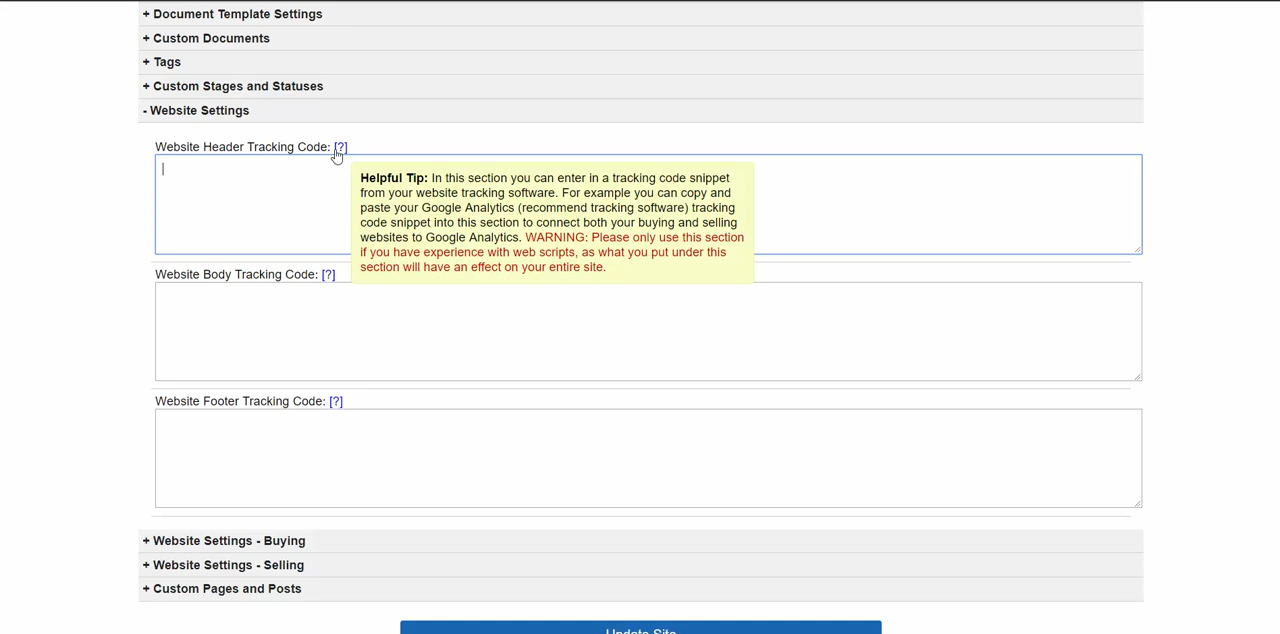 + Document Template Settings
+ Custom Documents
+ Tags
+ Custom Stages and Statuses
- Website Settings
Website Header Tracking Code: [?]
Helpful Tip: In this section you can enter in a tracking code snippet
from your website tracking software. For example you can copy and
paste your Google Analytics (recommend tracking software) tracking
code snippet into this section to connect both your buying and selling
websites to Google Analytics. WARNING: Please only use this section
if you have experience with web scripts, as what you put under this
section will have an effect on your entire site.
Website Body Tracking Code: [?]
Website Footer Tracking Code: [?]
+ Website Settings - Buying
+ Website Settings - Selling
+ Custom Pages and Posts
Update Site